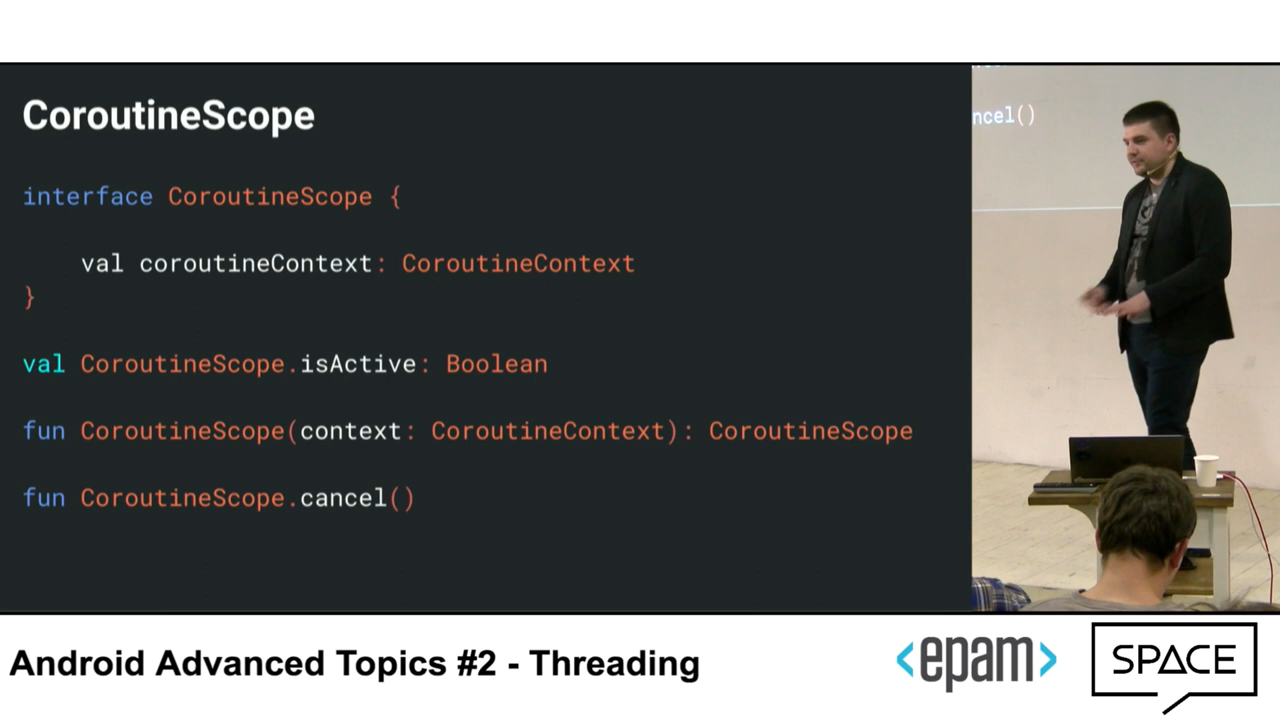 CoroutineScope
interface CoroutineScope {
val coroutineContext: CoroutineContext
}
val CoroutineScope.isActive: Boolean
fun CoroutineScope(context: CoroutineContext): CoroutineScope
fun CoroutineScope.cancel()
ncel()
Android Advanced Topics #2 - Threading
<epam>
SPACE